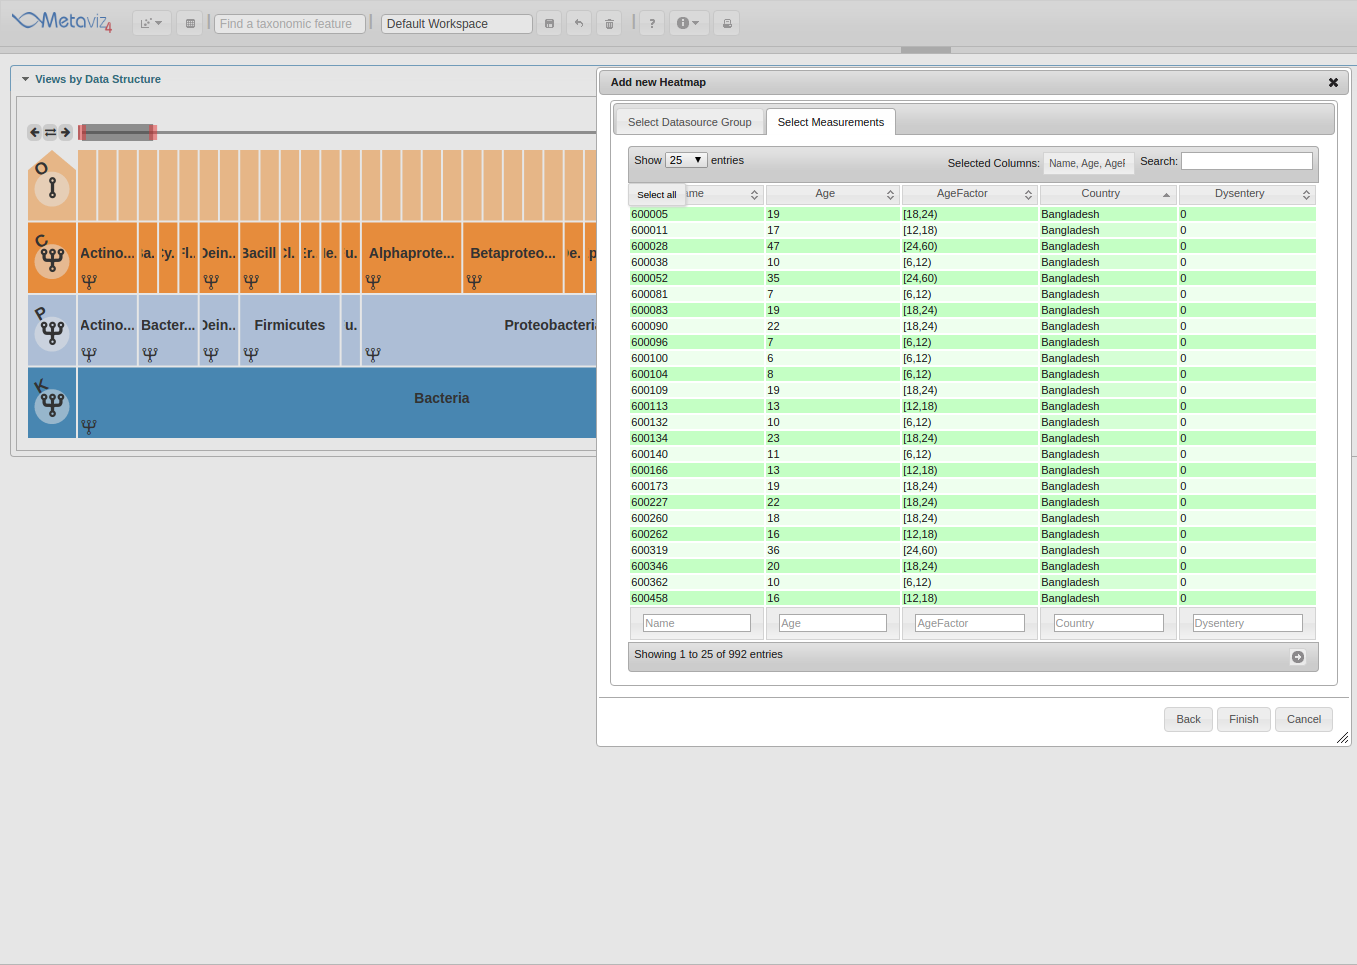 Metaviz4
Find a taxonomic feature
Default Workspace
?
Views by Data Structure
O
C
Actino...
Dein...
Bacill
Alphaprote...
Betaproteo...
P
Actino...
Bacter...
Dein..
Firmicutes
u.
Proteobacteria
K
Bacteria
Add new Heatmap
Select Datasource Group
Select Measurements
Show 25 entries
Selected Columns: Name, Age, AgeF
Search:
Select all
Age AgeFactor Country Dysentery
600005 19 [18,24) Bangladesh 0
600011 17 [12,18) Bangladesh 0
600028 47 [24,60) Bangladesh 0
600038 10 [6,12) Bangladesh 0
600052 35 [24,60) Bangladesh 0
600081 7 [6,12) Bangladesh 0
600083 19 [18,24) Bangladesh 0
600090 22 [18,24) Bangladesh 0
600096 7 [6,12) Bangladesh 0
600100 6 [6,12) Bangladesh 0
600104 8 [6,12) Bangladesh 0
600109 19 [18,24) Bangladesh 0
600113 13 [12,18) Bangladesh 0
600132 10 [6,12) Bangladesh 0
600134 23 [18,24) Bangladesh 0
600140 11 [6,12) Bangladesh 0
600166 13 [12,18) Bangladesh 0
600173 19 [18,24) Bangladesh 0
600227 22 [18,24) Bangladesh 0
600260 18 [18,24) Bangladesh 0
600262 16 [12,18) Bangladesh 0
600319 36 [24,60) Bangladesh 0
600346 20 [18,24) Bangladesh 0
600362 10 [6,12) Bangladesh 0
600458 16 [12,18) Bangladesh 0
Name Age AgeFactor Country Dysentery
Showing 1 to 25 of 992 entries
Back
Finish
Cancel